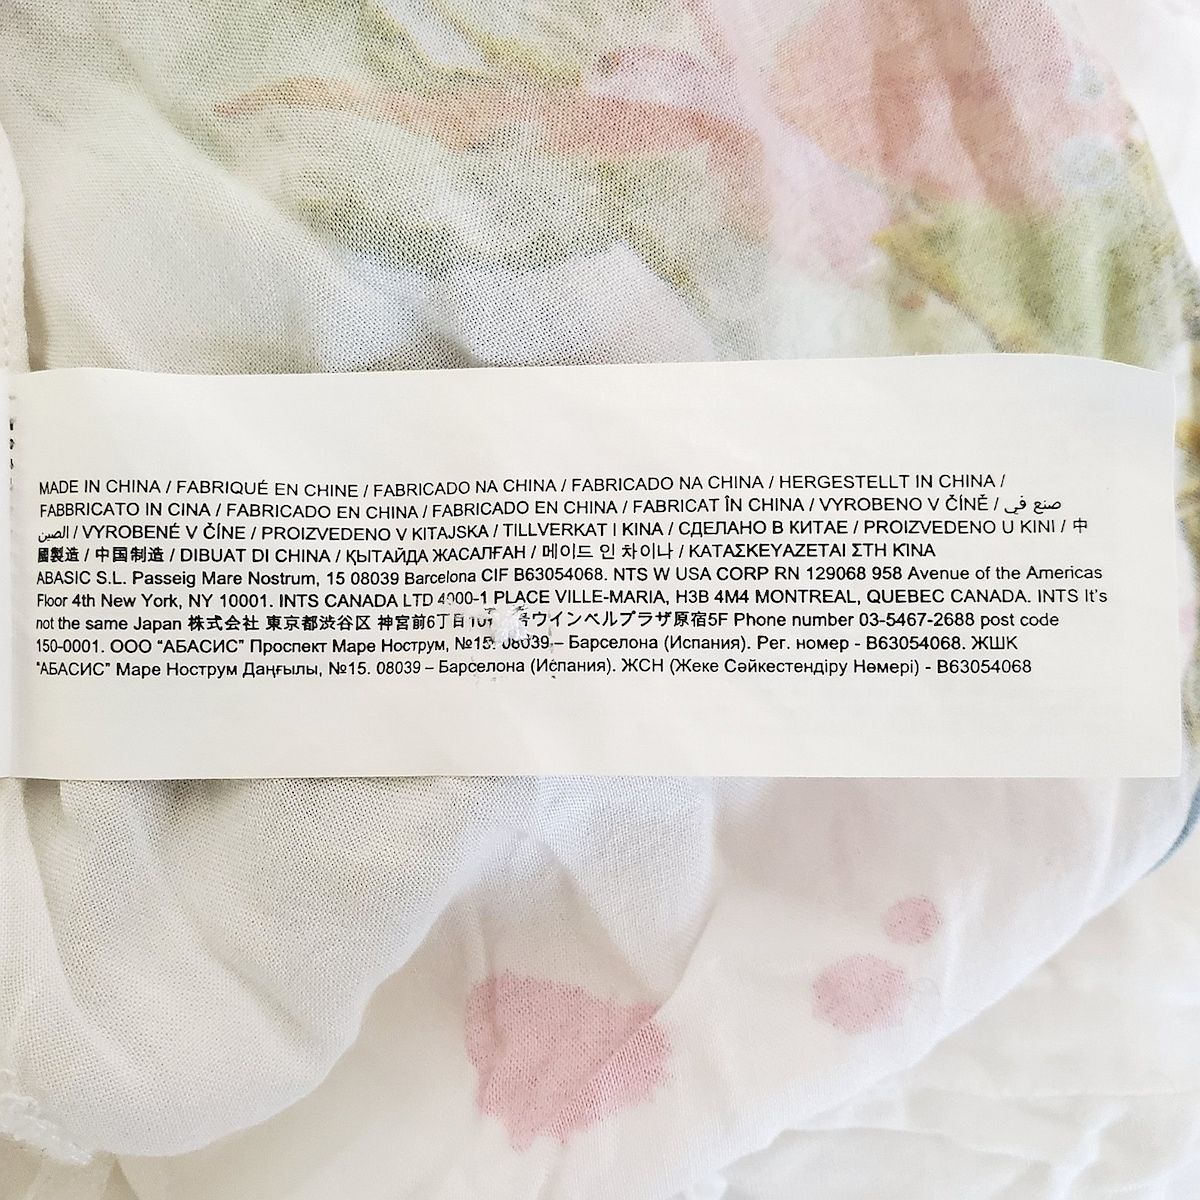 MADE IN CHINA / FABRIQUÉ EN CHINE / FABRICADO NA CHINA / FABRICADO NA CHINA / HERGESTELLT IN CHINA /
FABBRICATO IN CINA / FABRICADO EN CHINA / FABRICADO EN CHINA / FABRICAT ÎN CHINA / VYROBENO V ČÍNĚ / صنع في
الصين / VYROBENÉ V ČÍNE / PROIZVEDENO V KITAJSKA / TILLVERKAT I KINA / СДЕЛАНО В КИТАЕ / PROIZVEDENO U KINI / 中
國製造 / 中国制造 / DIBUAT DI CHINA / ҚЫТАЙДА ЖАСАЛҒАН / 메이드 인 차이나 / ΚΑΤΑΣΚΕΥΑΖΕΤΑΙ ΣΤΗ ΚΊΝΑ
ABASIC S.L. Passeig Mare Nostrum, 15 08039 Barcelona CIF B63054068. NTS W USA CORP RN 129068 958 Avenue of the Americas
Floor 4th New York, NY 10001. INTS CANADA LTD 4000-1 PLACE VILLE-MARIA, H3B 4M4 MONTREAL, QUEBEC CANADA. INTS It's
not the same Japan 株式会社 東京都渋谷区 神宮前6丁目 号ウインベルプラザ原宿5F Phone number 03-5467-2688 post code
150-0001. ООО “АБАСИС” Проспект Маре Нострум, №15. 08039 – Барселона (Испания). Рег. номер - B63054068. ЖШК
“АБАСИС” Маре Нострум Даңғылы, №15. 08039 – Барселона (Испания). ЖСН (Жеке Сәйкестендіру Нөмері) - B63054068